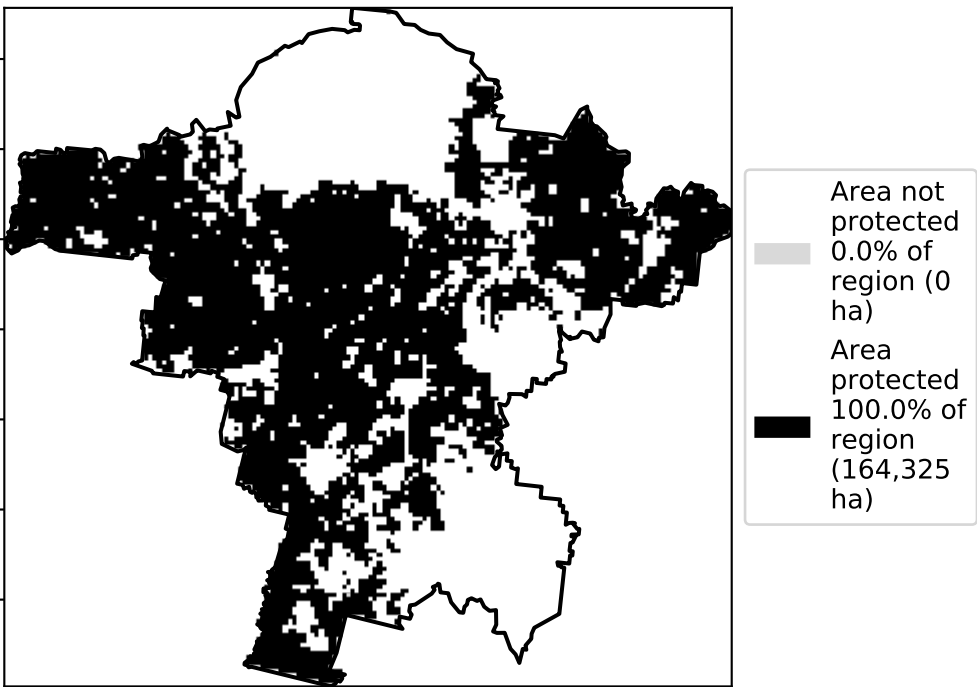 Area not
protected
0.0% of
region (0
ha)
Area
protected
100.0% of
region
(164,325
ha)